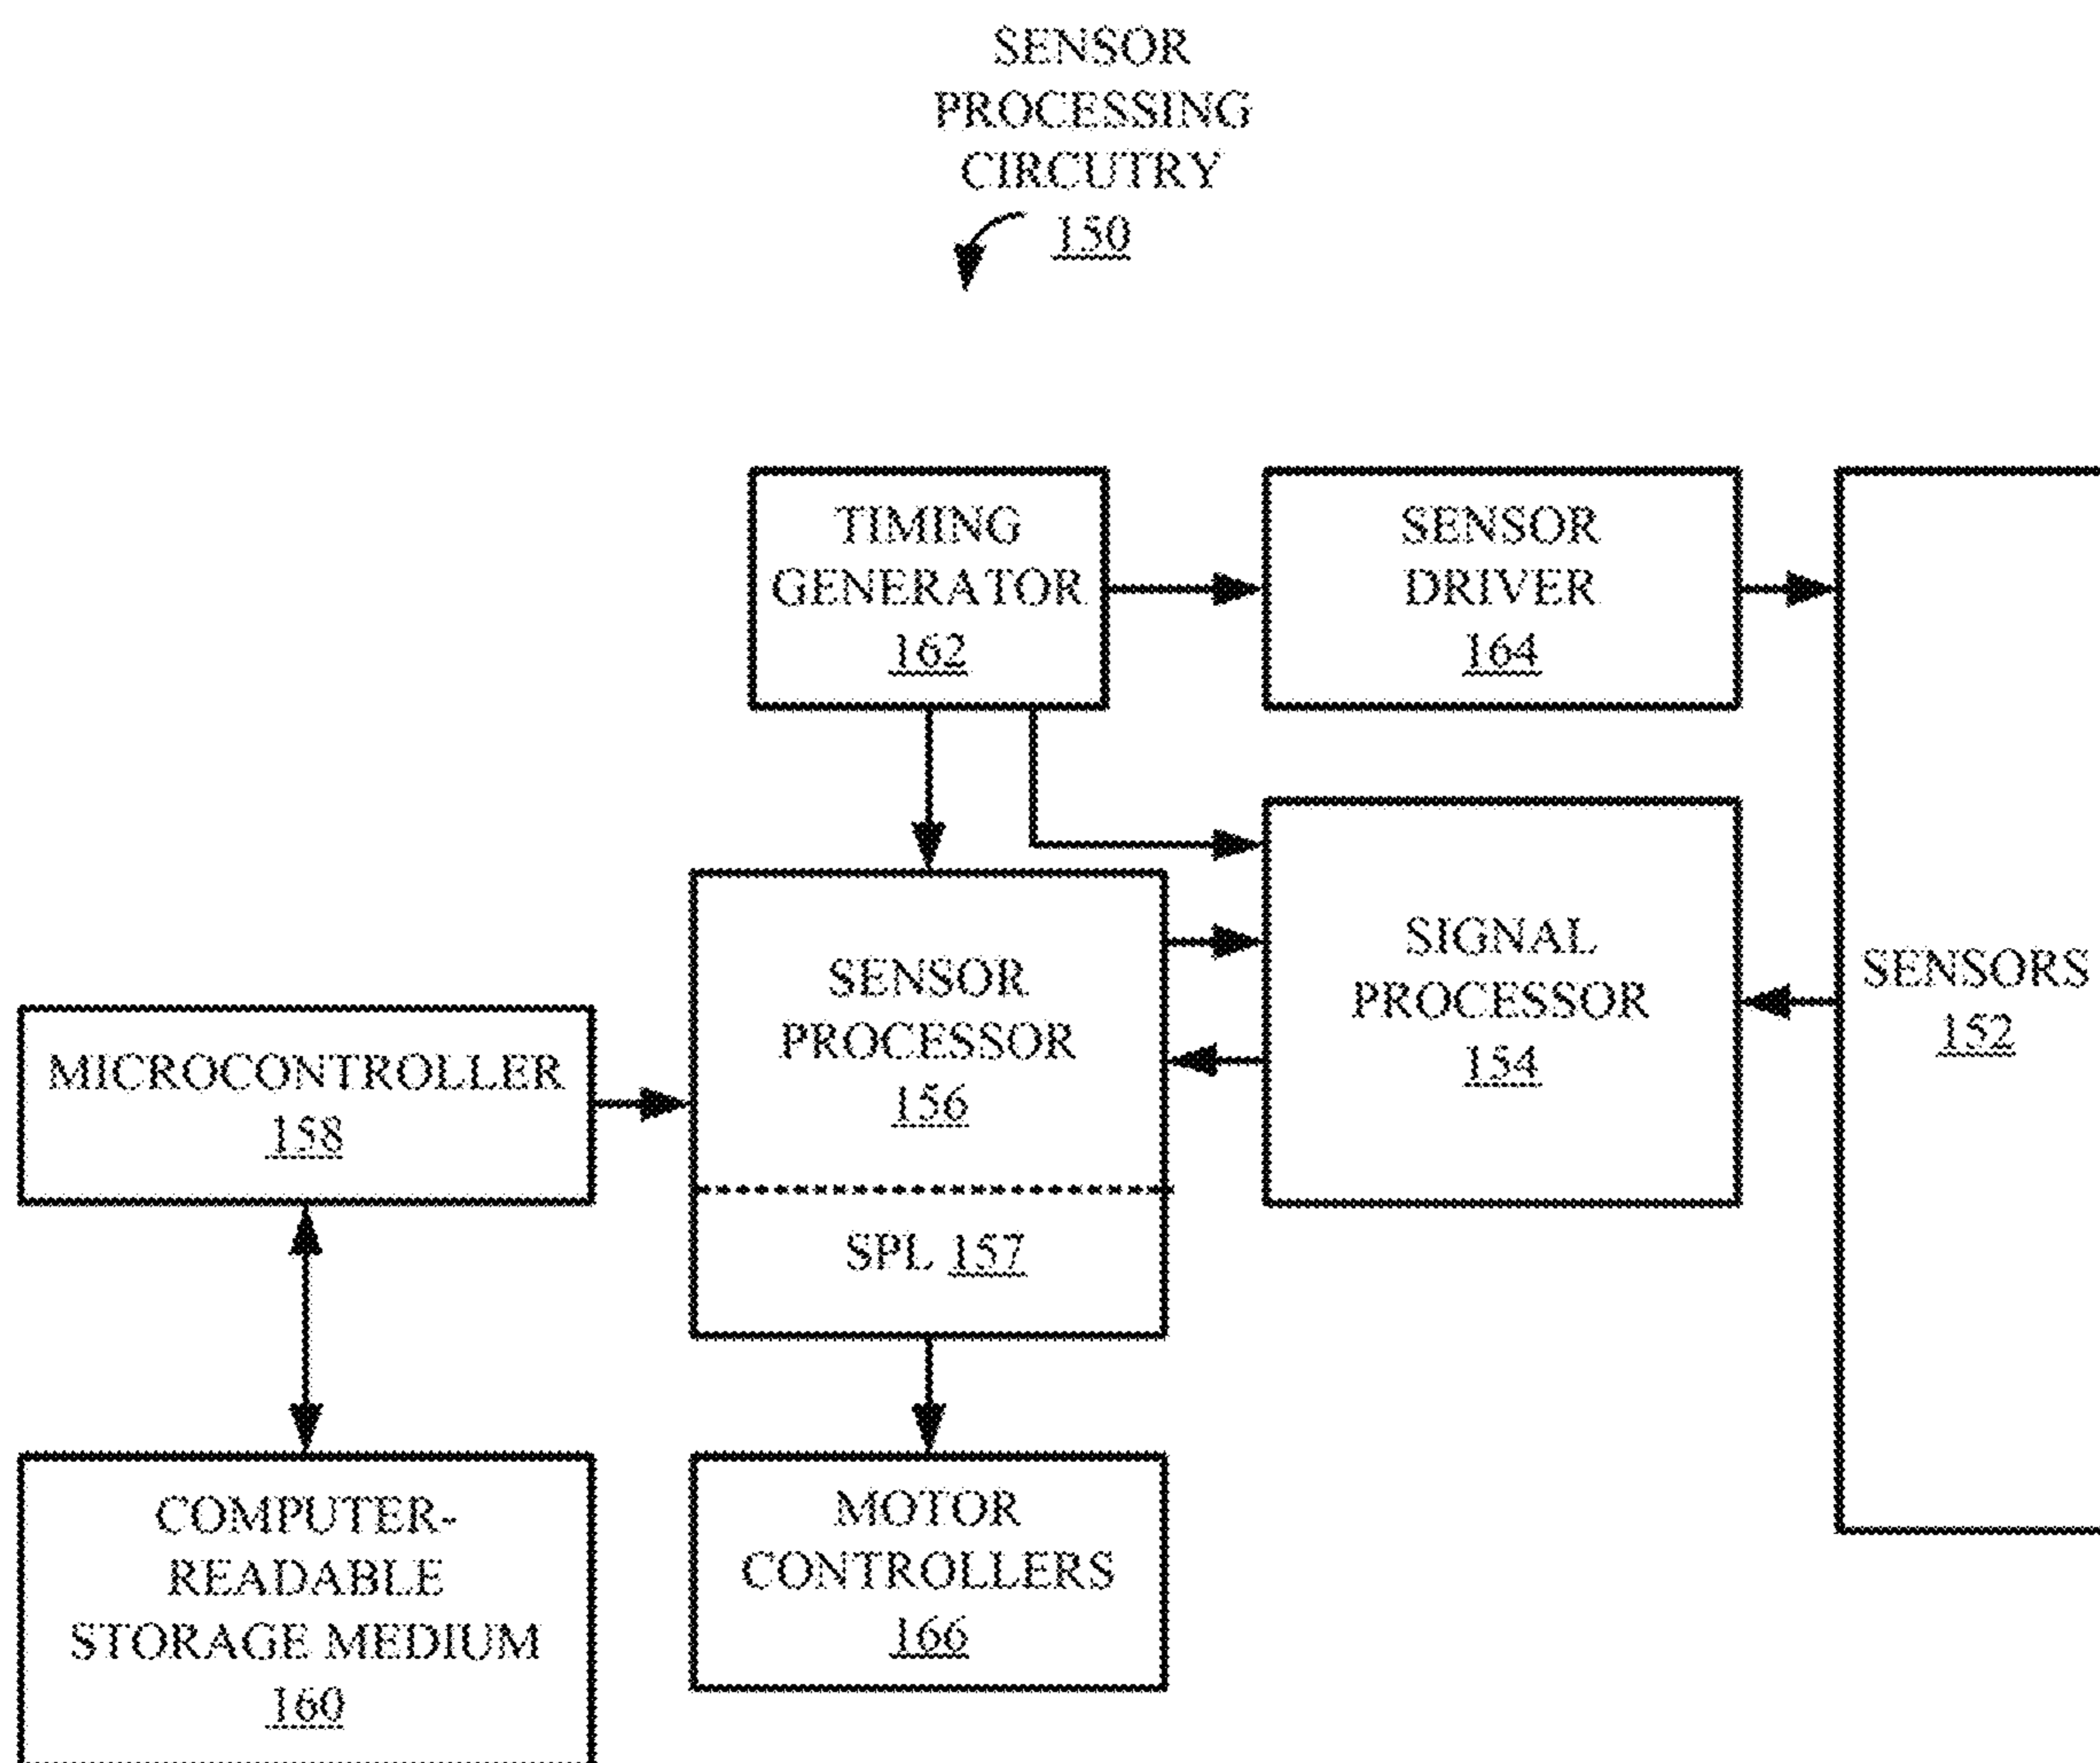 SENSOR
PROCESSING
CIRCUTRY
150
TIMING
GENERATOR
162
SENSOR
DRIVER
164
SENSOR
PROCESSOR
156
SPL 157
SIGNAL
PROCESSOR
154
SENSORS
152
MICROCONTROLLER
158
COMPUTER-
READABLE
STORAGE MEDIUM
160
MOTOR
CONTROLLERS
166